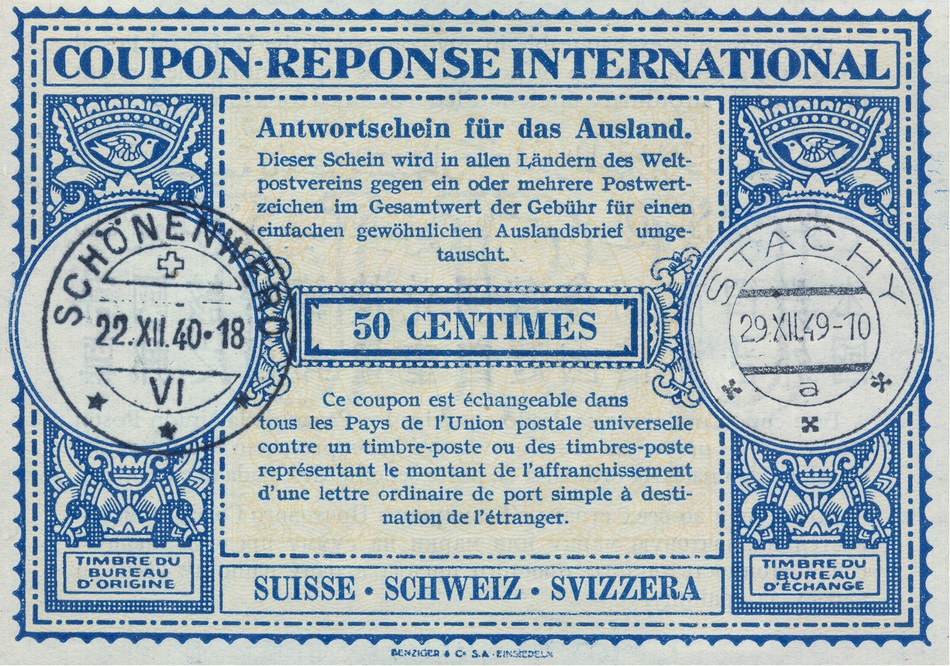 COUPON-REPONSE INTERNATIONAL
Antwortschein für das Ausland.
Dieser Schein wird in allen Ländern des Welt-
postvereins gegen ein oder mehrere Postwert-
zeichen im Gesamtwert der Gebühr für einen
einfachen gewöhnlichen Auslandsbrief umge-
tauscht.
SCHÖNENWERD
22.XII.40·18
VI
50 CENTIMES
STACHY
29.XII.49-10
a
Ce coupon est échangeable dans
tous les Pays de l'Union postale universelle
contre un timbre-poste ou des timbres-poste
représentant le montant de l'affranchissement
d'une lettre ordinaire de port simple à desti-
nation de l'étranger.
TIMBRE DU
BUREAU
D'ORIGINE
TIMBRE DU
BUREAU
D'ÉCHANGE
SUISSE · SCHWEIZ · SVIZZERA
BENZIGER & Cº S.A. EINSIEDELN